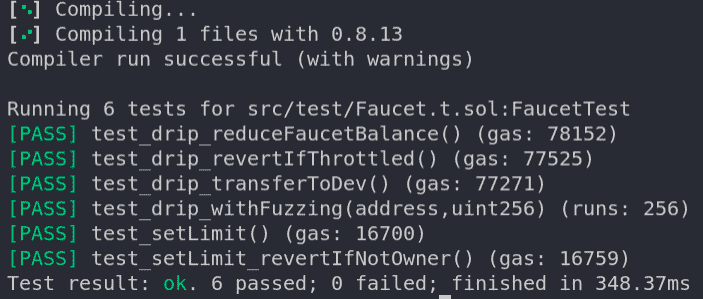 [⠢] Compiling...
[⠔] Compiling 1 files with 0.8.13
Compiler run successful (with warnings)

Running 6 tests for src/test/Faucet.t.sol:FaucetTest
[PASS] test_drip_reduceFaucetBalance() (gas: 78152)
[PASS] test_drip_revertIfThrottled() (gas: 77525)
[PASS] test_drip_transferToDev() (gas: 77271)
[PASS] test_drip_withFuzzing(address,uint256) (runs: 256)
[PASS] test_setLimit() (gas: 16700)
[PASS] test_setLimit_revertIfNotOwner() (gas: 16759)
Test result: ok. 6 passed; 0 failed; finished in 348.37ms